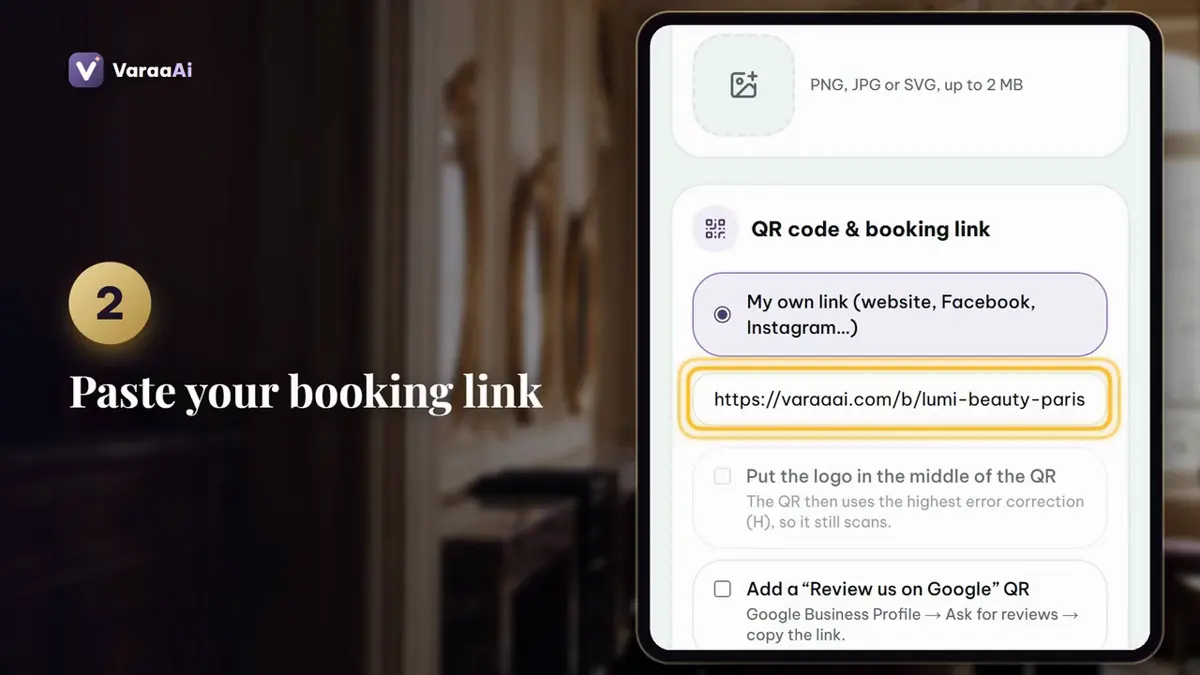 VaraaAi
2
Paste your booking link
PNG, JPG or SVG, up to 2 MB
QR code & booking link
My own link (website, Facebook,
Instagram...)
https://varaaai.com/b/lumi-beauty-paris
Put the logo in the middle of the QR
The QR then uses the highest error correction
(H), so it still scans.
Add a “Review us on Google” QR
Google Business Profile → Ask for reviews →
copy the link.